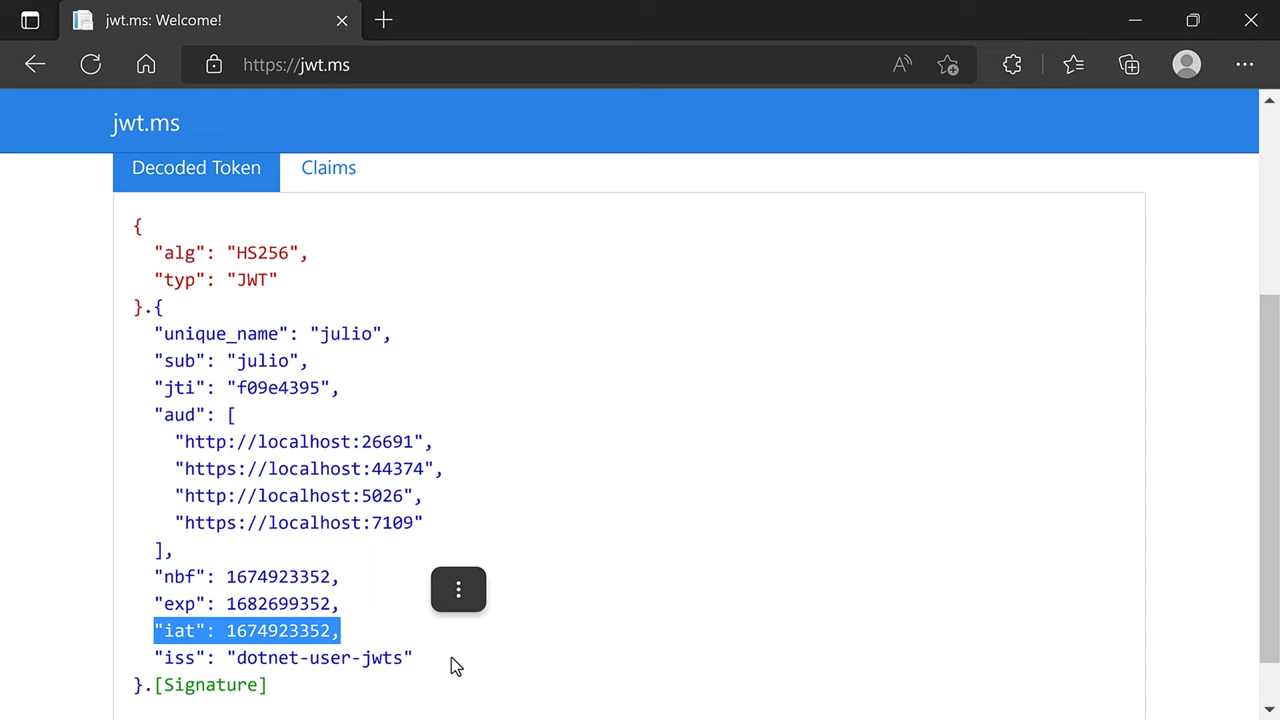 jwt.ms: Welcome!
https://jwt.ms
jwt.ms
Decoded Token
Claims
{
"alg": "HS256",
"typ": "JWT"
}.{
"unique_name": "julio",
"sub": "julio",
"jti": "f09e4395",
"aud": [
"http://localhost:26691",
"https://localhost:44374",
"http://localhost:5026",
"https://localhost:7109"
],
"nbf": 1674923352,
"exp": 1682699352,
"iat": 1674923352,
"iss": "dotnet-user-jwts"
}.[Signature]